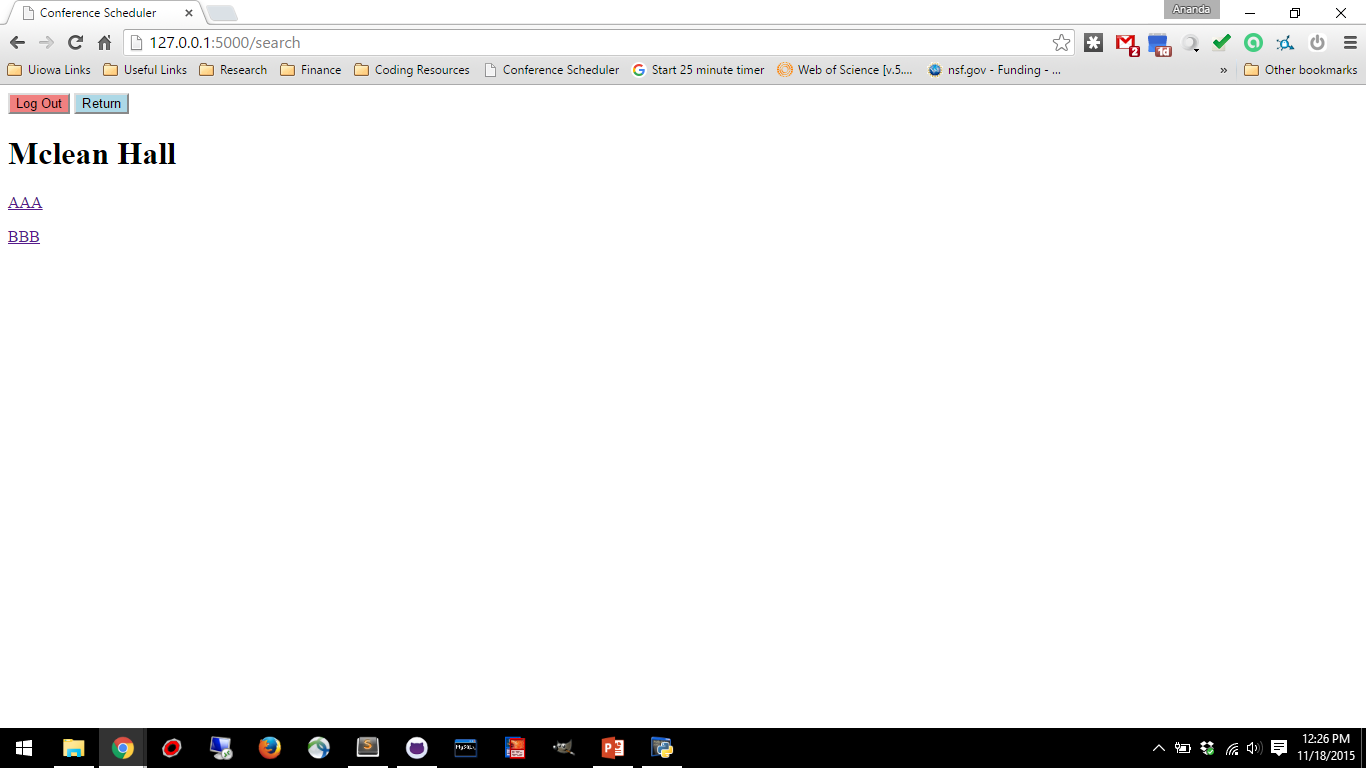 Conference Scheduler
Ananda
127.0.0.1:5000/search
2
1d
Uiowa Links Useful Links Research Finance Coding Resources Conference Scheduler Start 25 minute timer Web of Science [v.5.... nsf.gov - Funding - ... » Other bookmarks
Log Out Return
Mclean Hall
AAA
BBB
12:26 PM
11/18/2015